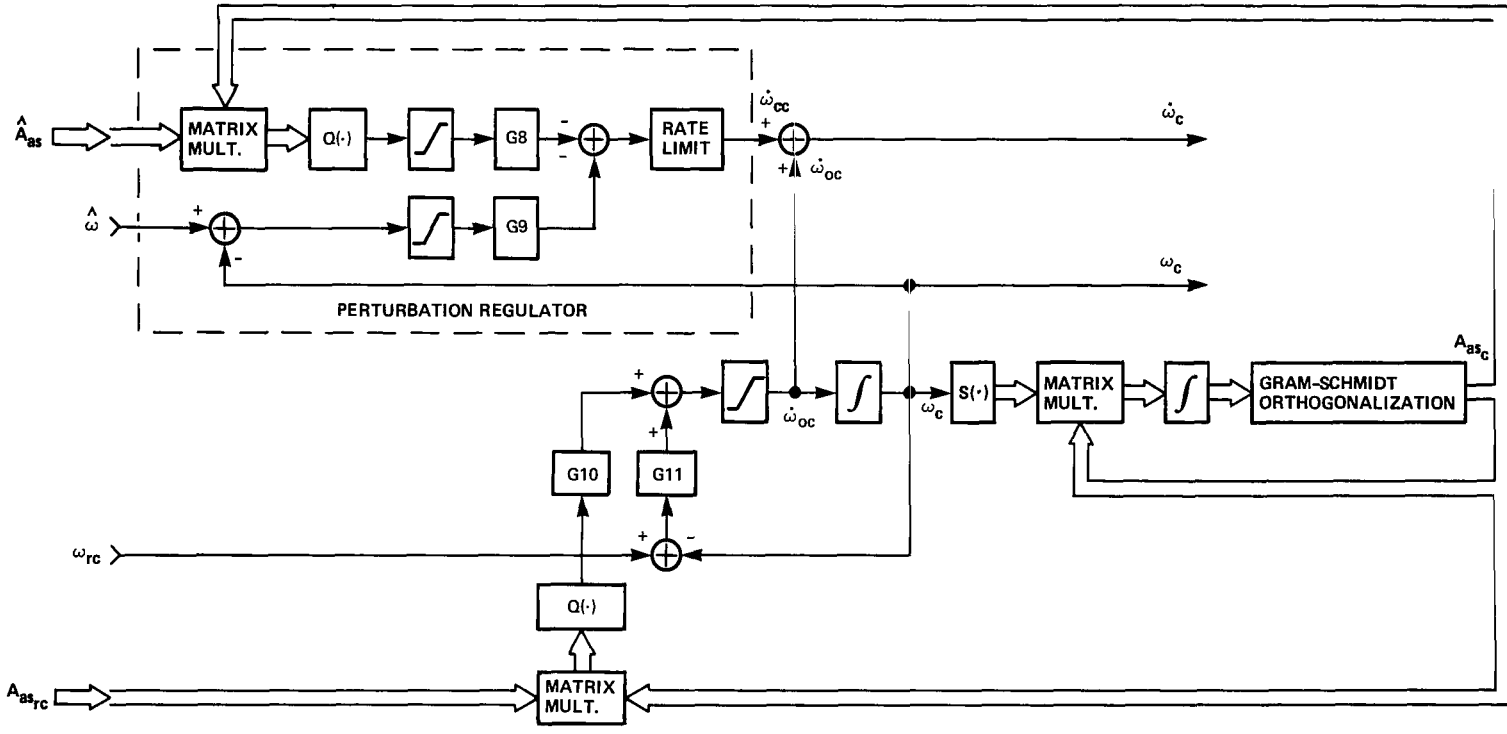 Â_as
MATRIX
MULT.
Q(·)
G8
-
-
RATE
LIMIT
ω̇_cc
+
+
ω̇_oc
ω̇_c
ω̂
+
-
G9
ω_c
PERTURBATION REGULATOR
+
+
ω̇_oc
∫
ω_c
S(·)
MATRIX
MULT.
∫
GRAM-SCHMIDT
ORTHOGONALIZATION
A_as_c
G10
G11
ω_rc
+
-
Q(·)
A_as_rc
MATRIX
MULT.